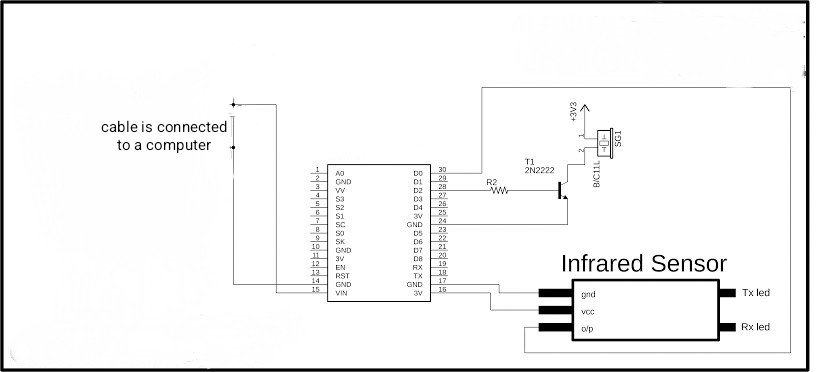 cable is connected
to a computer
+3V3
1
2
SG1
B/C11L
T1
2N2222
R2
1 A0 D0 30
2 GND D1 29
3 VV D2 28
4 S3 D3 27
5 S2 D4 26
6 S1 3V 25
7 SC GND 24
8 S0 D5 23
9 SK D6 22
10 GND D7 21
11 3V D8 20
12 EN RX 19
13 RST TX 18
14 GND GND 17
15 VIN 3V 16
Infrared Sensor
gnd Tx led
vcc
o/p Rx led